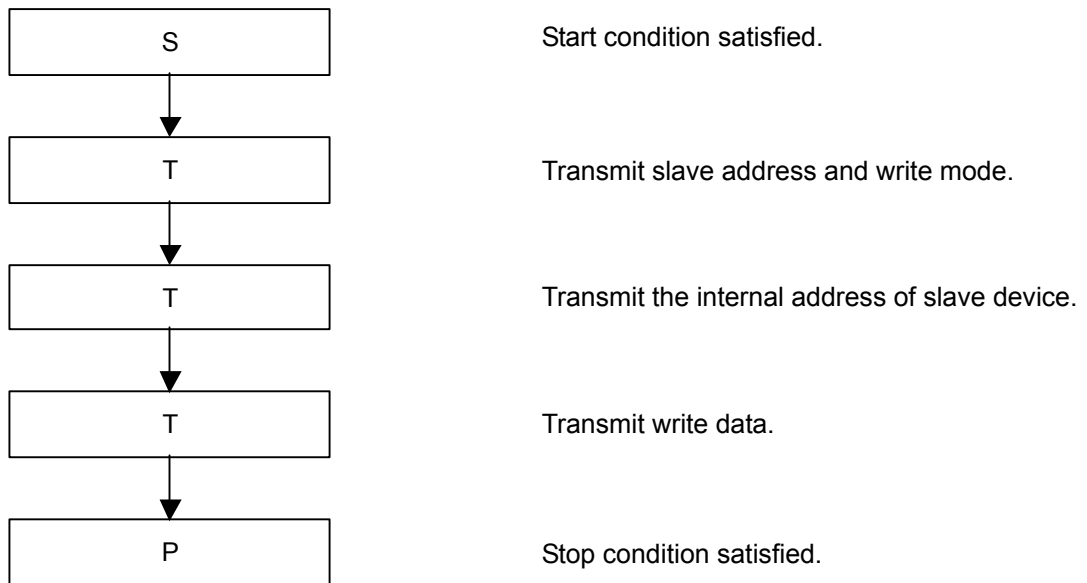 S
Start condition satisfied.
T
Transmit slave address and write mode.
T
Transmit the internal address of slave device.
T
Transmit write data.
P
Stop condition satisfied.